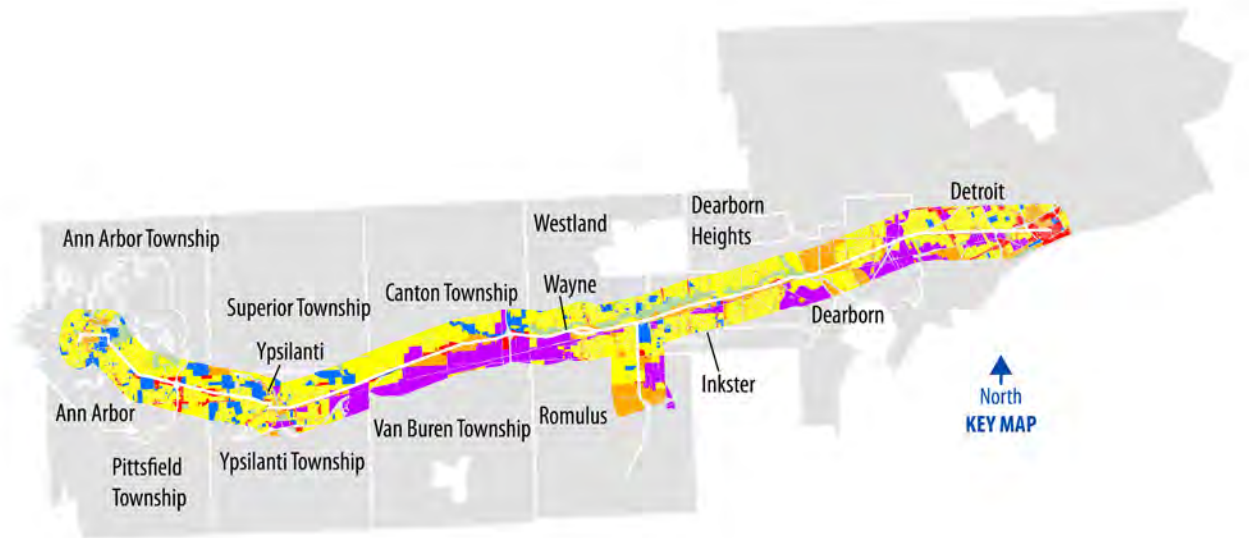 Detroit
Dearborn
Heights
Westland
Ann Arbor Township
Wayne
Canton Township
Superior Township
Dearborn
Ypsilanti
Inkster
North
KEY MAP
Ann Arbor
Romulus
Van Buren Township
Ypsilanti Township
Pittsfield
Township